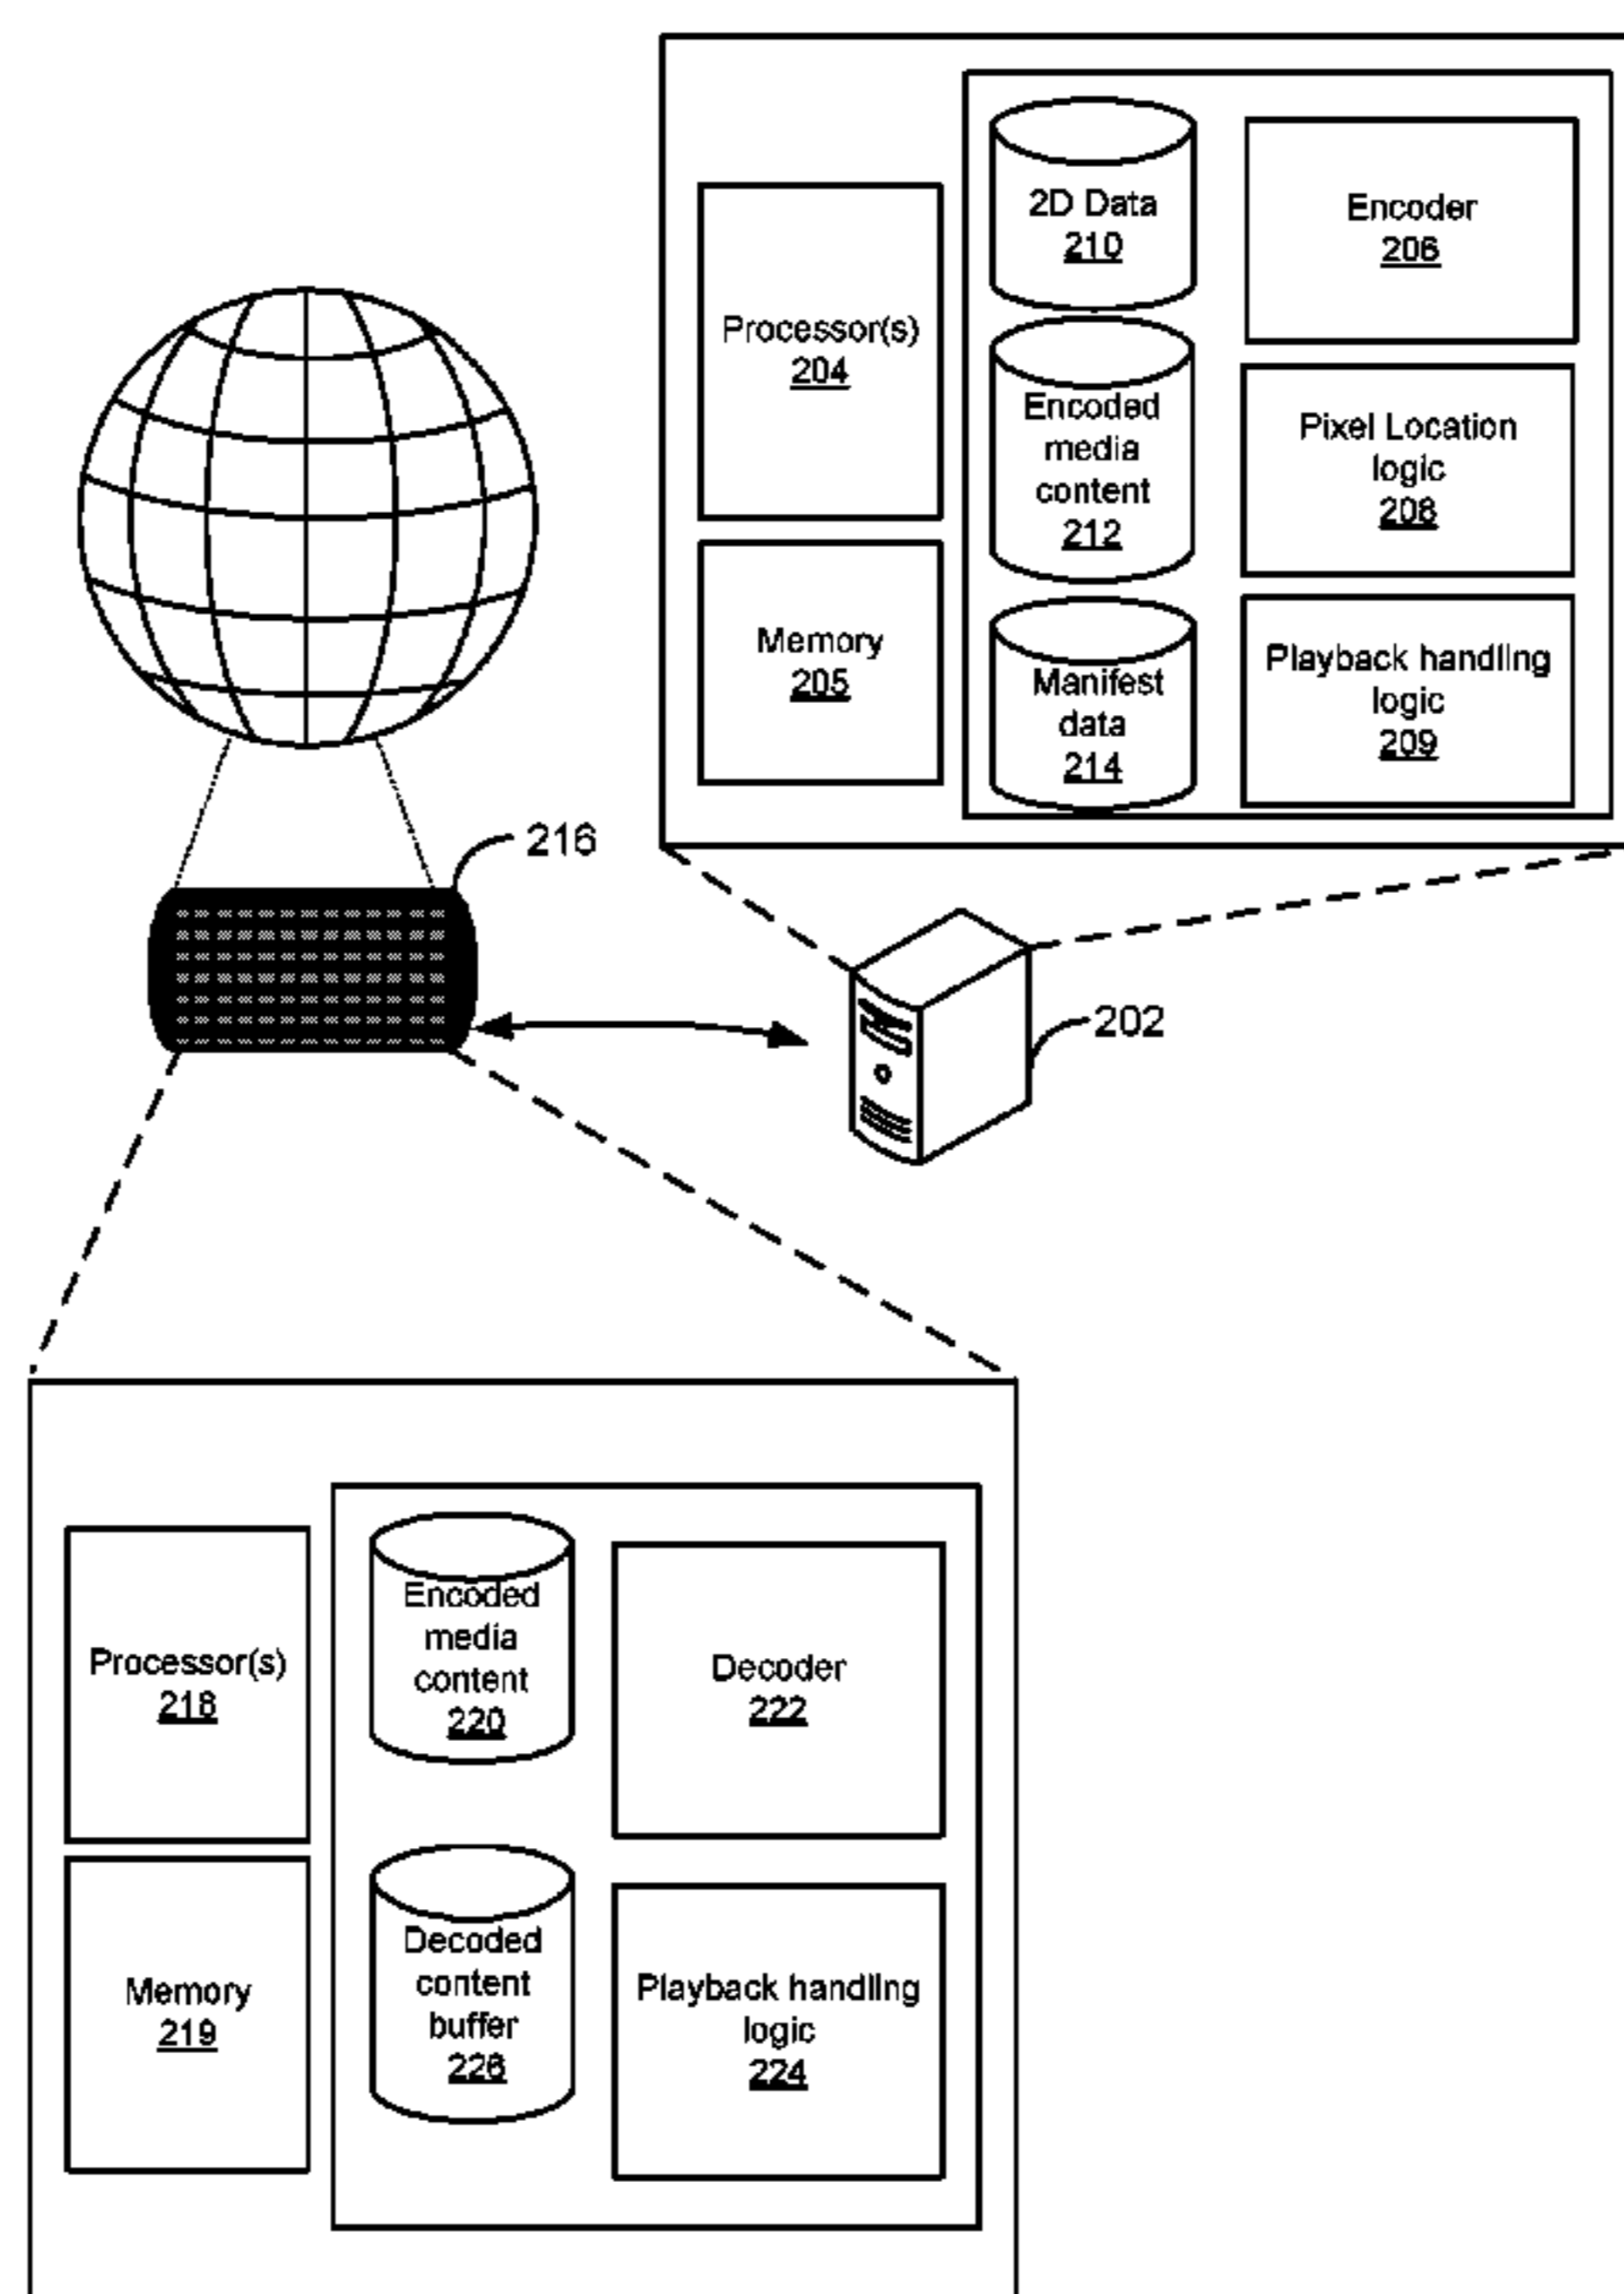 Processor(s)
204
Memory
205
2D Data
210
Encoded
media
content
212
Manifest
data
214
Encoder
206
Pixel Location
logic
208
Playback handling
logic
209
216
202
Processor(s)
218
Memory
219
Encoded
media
content
220
Decoded
content
buffer
226
Decoder
222
Playback handling
logic
224